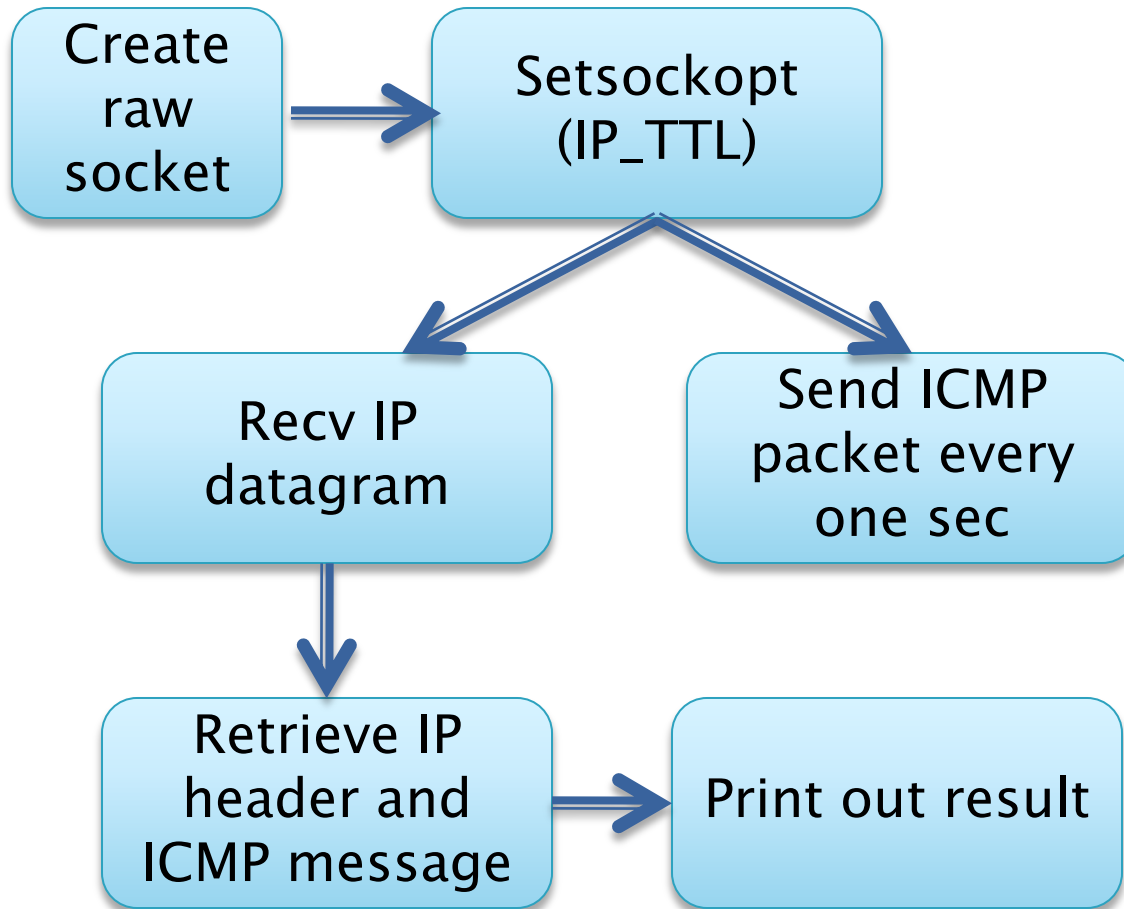 Create
raw
socket
Setsockopt
(IP_TTL)
Recv IP
datagram
Send ICMP
packet every
one sec
Retrieve IP
header and
ICMP message
Print out result